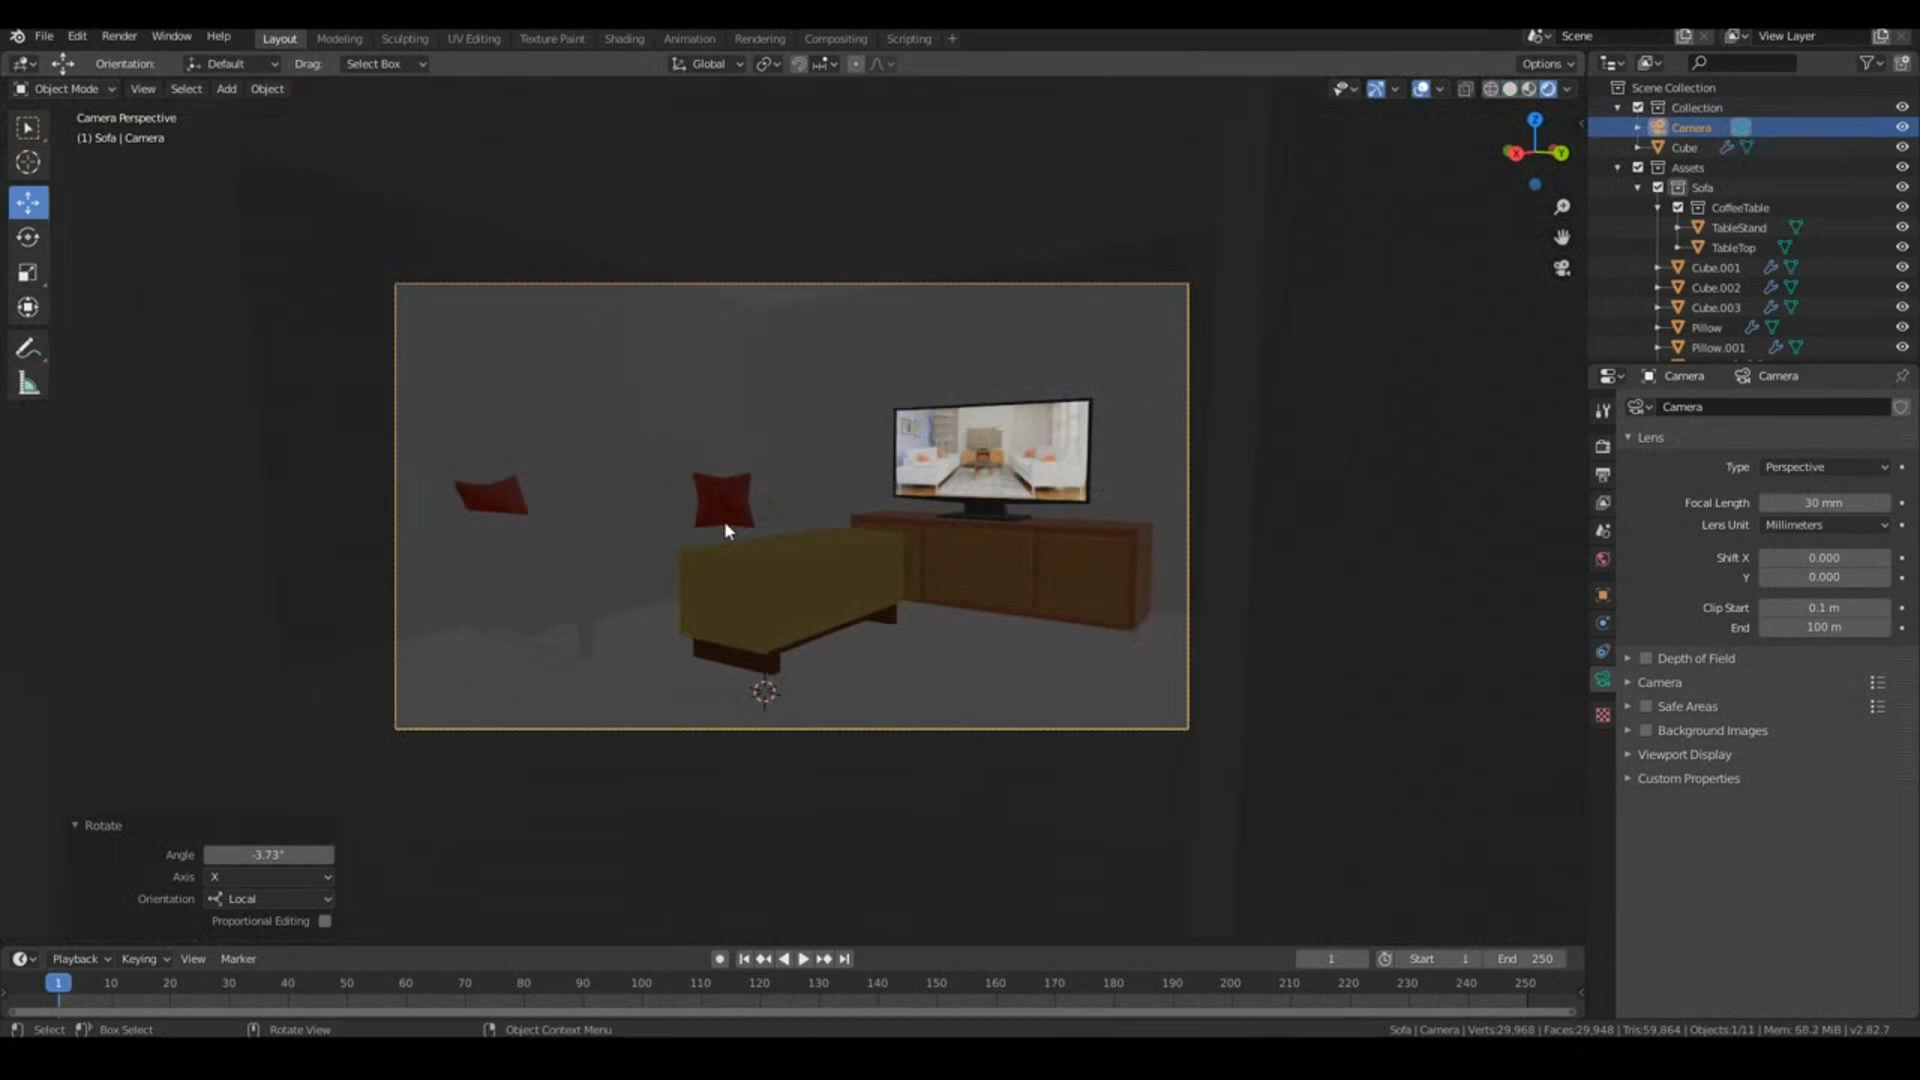 File Edit Render Window Help Layout Modeling Sculpting UV Editing Texture Paint Shading Animation Rendering Compositing Scripting + Scene View Layer
Orientation: Default Drag: Select Box Global Options
Object Mode View Select Add Object
Camera Perspective
(1) Sofa | Camera
Z
X
Y
Scene Collection
Collection
Camera
Cube
Assets
Sofa
CoffeeTable
TableStand
TableTop
Cube.001
Cube.002
Cube.003
Pillow
Pillow.001
Camera Camera
Camera
Lens
Type Perspective
Focal Length 30 mm
Lens Unit Millimeters
Shift X 0.000
Y 0.000
Clip Start 0.1 m
End 100 m
Depth of Field
Camera
Safe Areas
Background Images
Viewport Display
Custom Properties
Rotate
Angle -3.73°
Axis X
Orientation Local
Proportional Editing
Playback Keying View Marker 1 Start 1 End 250
1 10 20 30 40 50 60 70 80 90 100 110 120 130 140 150 160 170 180 190 200 210 220 230 240 250
Select Box Select Rotate View Object Context Menu Sofa | Camera | Verts:29,968 | Faces:29,948 | Tris:59,864 | Objects:1/11 | Mem: 68.2 MiB | v2.82.7